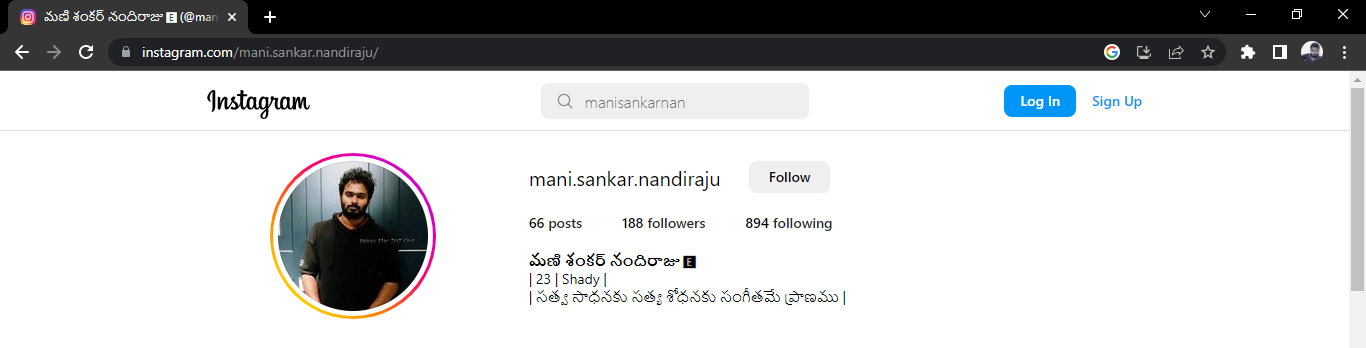 మణి శంకర్ నందిరాజు 🅴 (@man
instagram.com/mani.sankar.nandiraju/
Instagram
manisankarnan
Log In
Sign Up
mani.sankar.nandiraju
Follow
66 posts
188 followers
894 following
మణి శంకర్ నందిరాజు 🅴
| 23 | Shady |
| సత్వ సాధనకు సత్య శోధనకు సంగీతమే ప్రాణము |